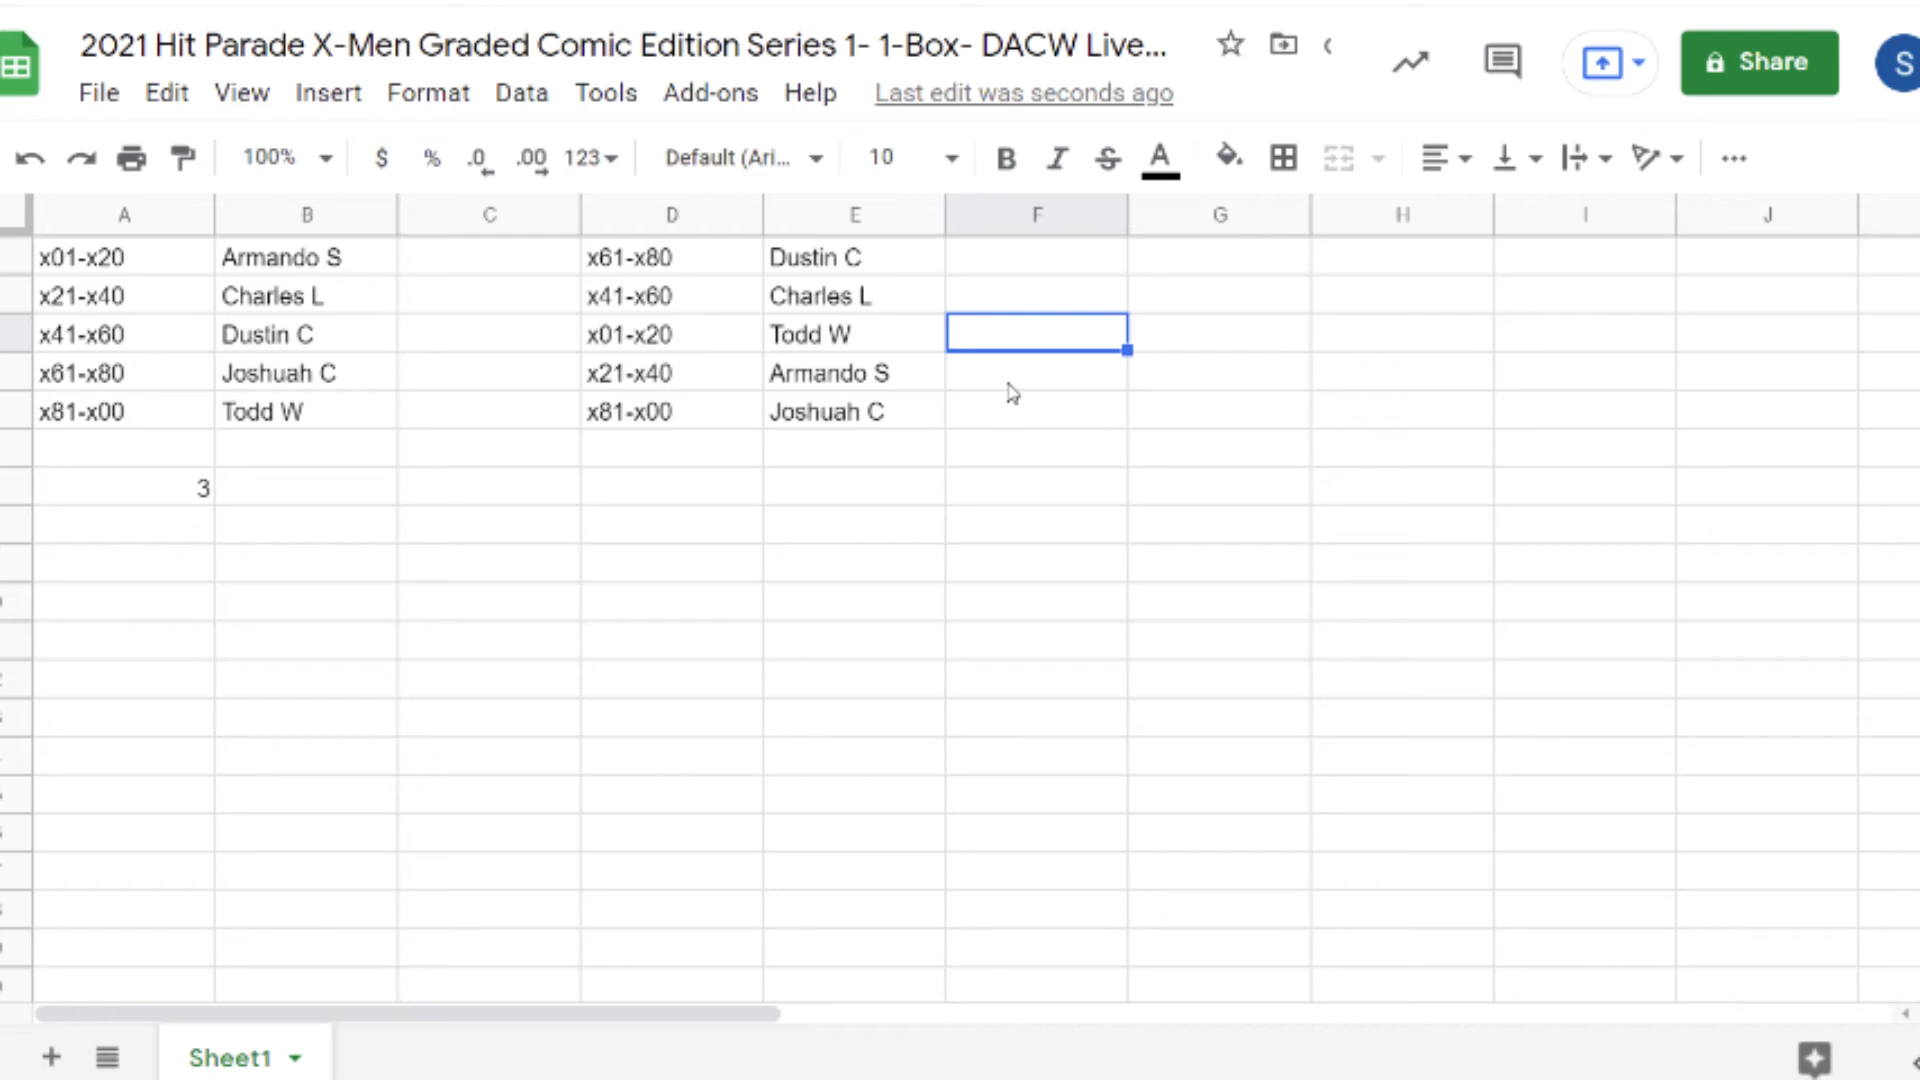 2021 Hit Parade X-Men Graded Comic Edition Series 1- 1-Box- DACW Live...
Share
S
File Edit View Insert Format Data Tools Add-ons Help Last edit was seconds ago
100% $ % .0 .00 123 Default (Ari... 10 B I S A
A B C D E F G H I J
x01-x20 Armando S x61-x80 Dustin C
x21-x40 Charles L x41-x60 Charles L
x41-x60 Dustin C x01-x20 Todd W
x61-x80 Joshuah C x21-x40 Armando S
x81-x00 Todd W x81-x00 Joshuah C
3
Sheet1